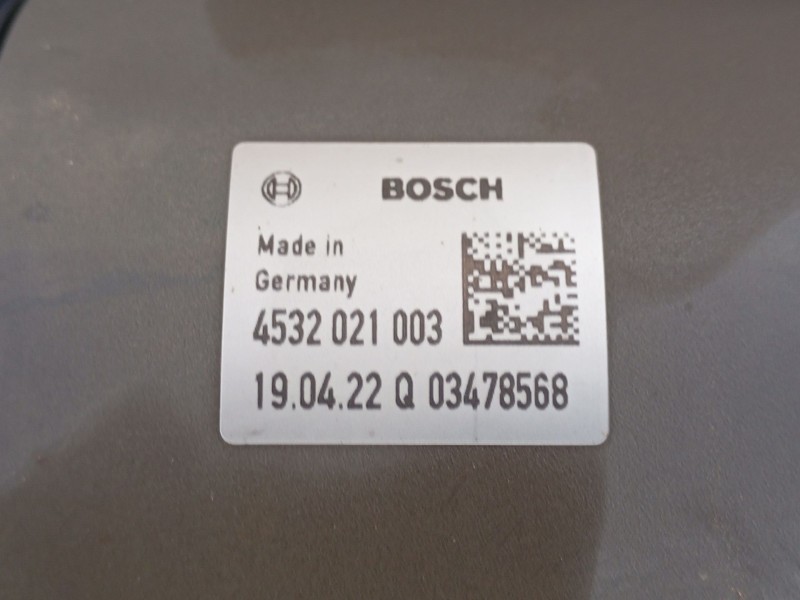 BOSCH
Made in
Germany
4532 021 003
19.04.22 Q 03478568